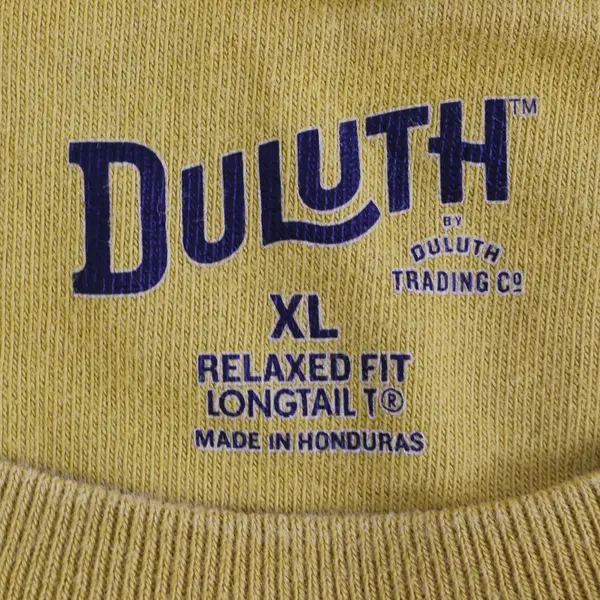 DULUTH™
BY
DULUTH
TRADING Cº
XL
RELAXED FIT
LONGTAIL T®
MADE IN HONDURAS